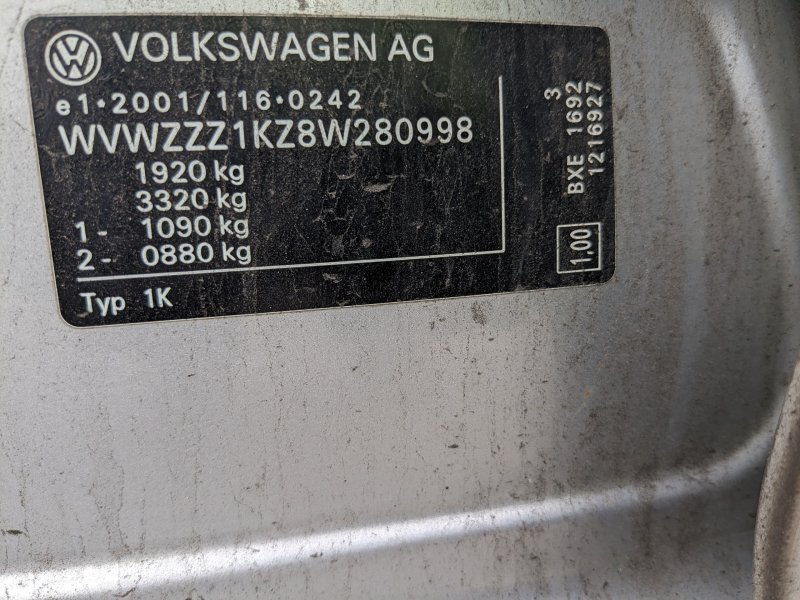 VOLKSWAGEN AG
e1*2001/116*0242
WVWZZZ1KZ8W280998
1920 kg
3320 kg
1 - 1090 kg
2 - 0880 kg
Typ 1K
3
BXE 1692
1216927
1,00